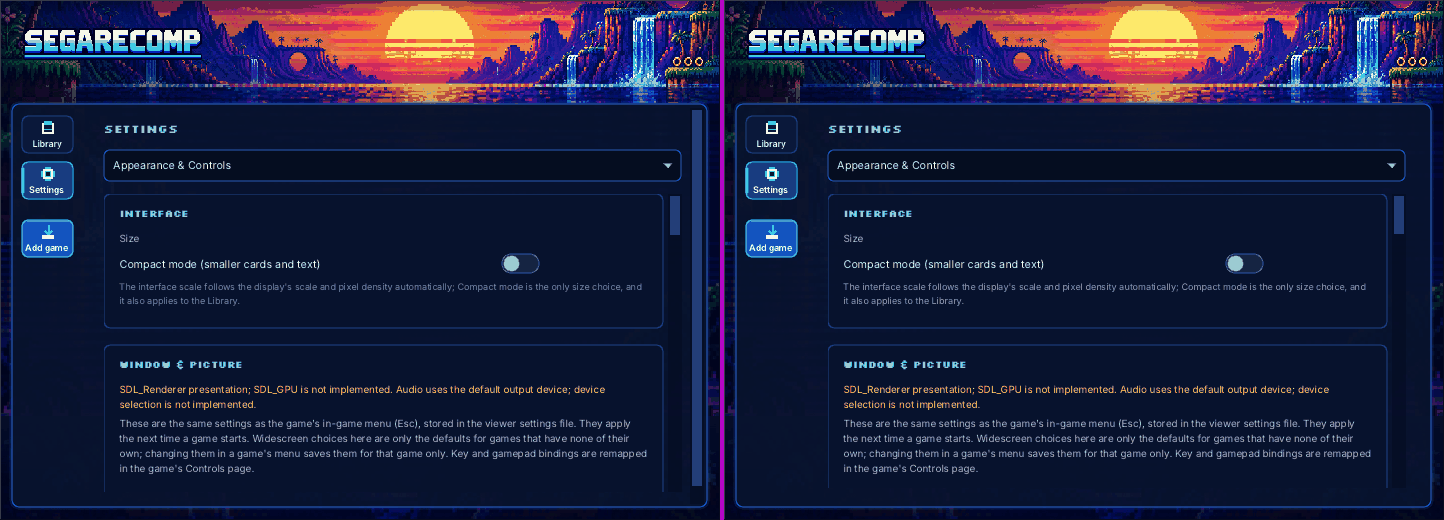 SEGARECOMP
Library
Settings
Add game
SETTINGS
Appearance & Controls
INTERFACE
Size
Compact mode (smaller cards and text)
The interface scale follows the display's scale and pixel density automatically; Compact mode is the only size choice, and
it also applies to the Library.
WINDOW & PICTURE
SDL_Renderer presentation; SDL_GPU is not implemented. Audio uses the default output device; device
selection is not implemented.
These are the same settings as the game's in-game menu (Esc), stored in the viewer settings file. They apply
the next time a game starts. Widescreen choices here are only the defaults for games that have none of their
own; changing them in a game's menu saves them for that game only. Key and gamepad bindings are remapped
in the game's Controls page.
SEGARECOMP
Library
Settings
Add game
SETTINGS
Appearance & Controls
INTERFACE
Size
Compact mode (smaller cards and text)
The interface scale follows the display's scale and pixel density automatically; Compact mode is the only size choice, and
it also applies to the Library.
WINDOW & PICTURE
SDL_Renderer presentation; SDL_GPU is not implemented. Audio uses the default output device; device
selection is not implemented.
These are the same settings as the game's in-game menu (Esc), stored in the viewer settings file. They apply
the next time a game starts. Widescreen choices here are only the defaults for games that have none of their
own; changing them in a game's menu saves them for that game only. Key and gamepad bindings are remapped
in the game's Controls page.